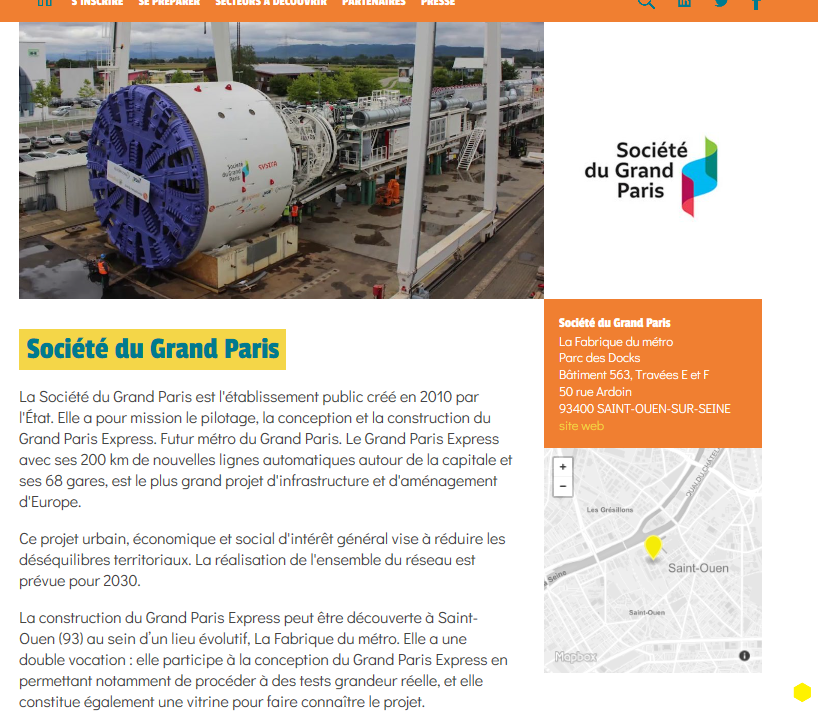 S'INSCRIRE SE PRÉPARER SECTEURS À DÉCOUVRIR PARTENAIRES PRESSE
Société
du Grand
Paris
Société
du Grand
Paris
Société du Grand Paris
La Fabrique du métro
Parc des Docks
Bâtiment 563, Travées E et F
50 rue Ardoin
93400 SAINT-OUEN-SUR-SEINE
site web
Société du Grand Paris
La Société du Grand Paris est l'établissement public créé en 2010 par
l'État. Elle a pour mission le pilotage, la conception et la construction du
Grand Paris Express. Futur métro du Grand Paris. Le Grand Paris Express
avec ses 200 km de nouvelles lignes automatiques autour de la capitale et
ses 68 gares, est le plus grand projet d'infrastructure et d'aménagement
d'Europe.
Ce projet urbain, économique et social d'intérêt général vise à réduire les
déséquilibres territoriaux. La réalisation de l'ensemble du réseau est
prévue pour 2030.
La construction du Grand Paris Express peut être découverte à Saint-
Ouen (93) au sein d’un lieu évolutif, La Fabrique du métro. Elle a une
double vocation : elle participe à la conception du Grand Paris Express en
permettant notamment de procéder à des tests grandeur réelle, et elle
constitue également une vitrine pour faire connaître le projet.
+
−
Les Grésillons
Saint-Ouen
a Seine
Saint-Ouen
Mapbox